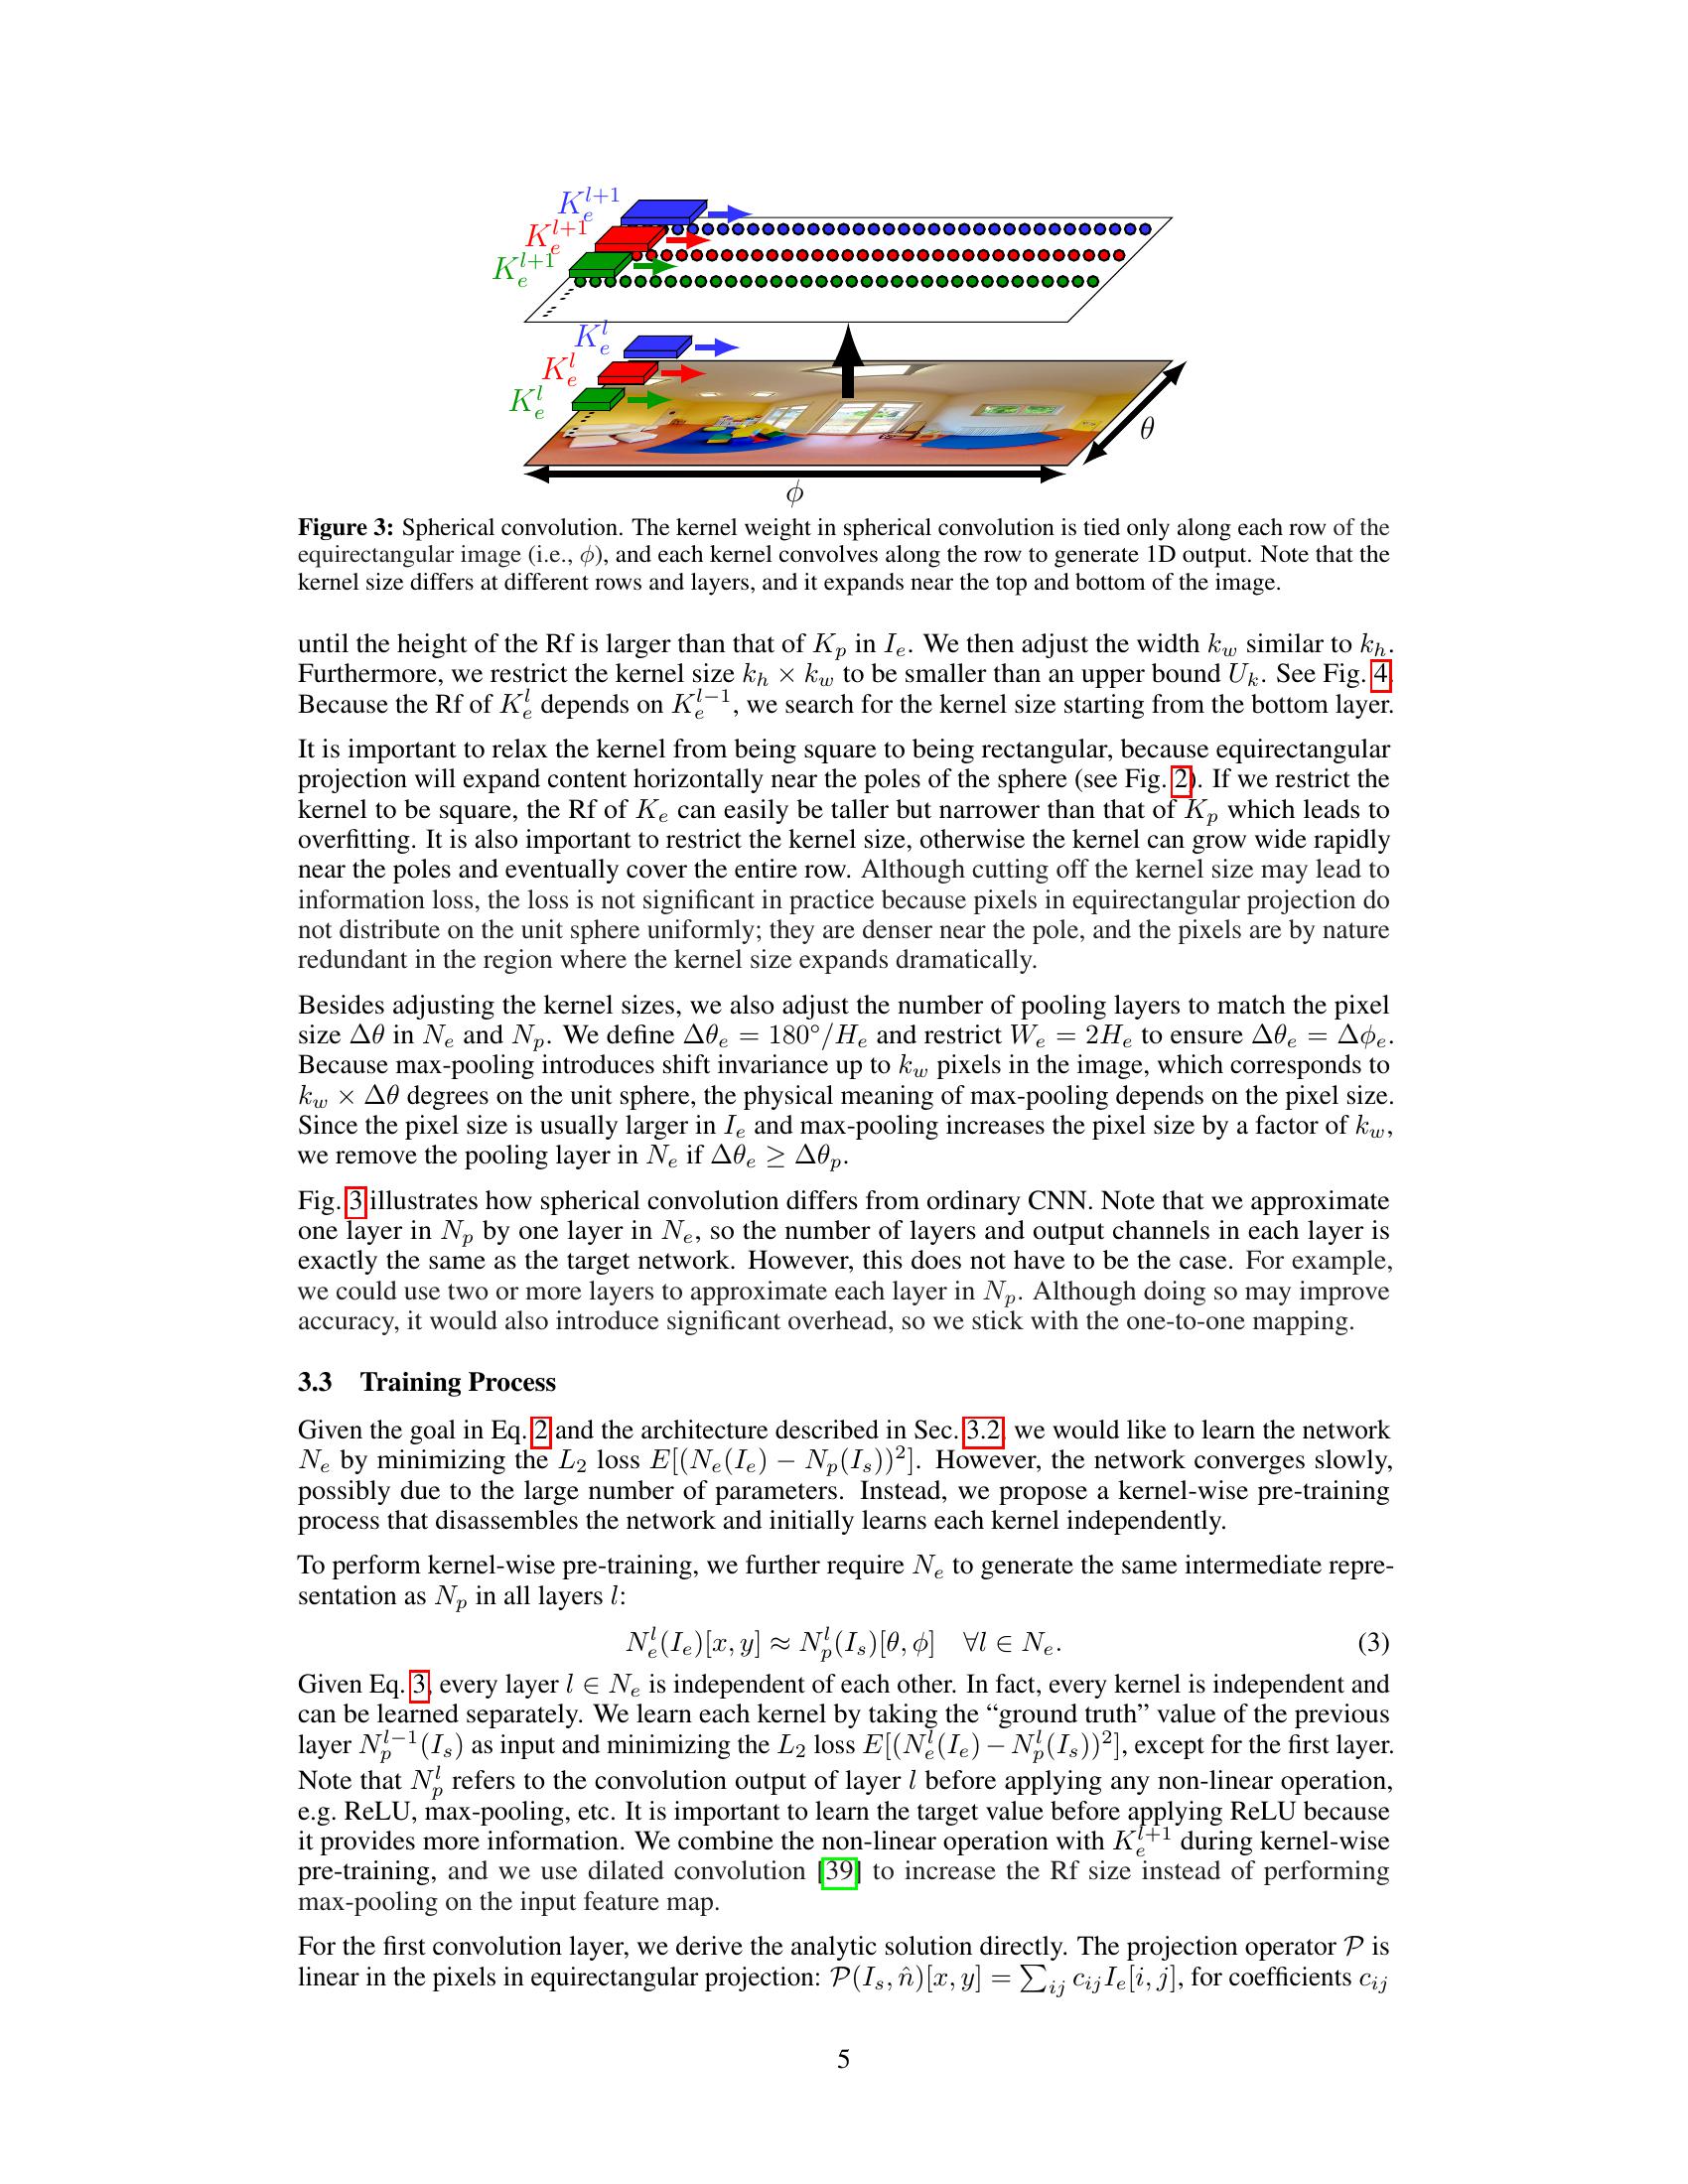 K_e^{l+1}
K_e^{l+1}
K_e^{l+1}
K_e^l
K_e^l
K_e^l
θ
ϕ
Figure 3: Spherical convolution. The kernel weight in spherical convolution is tied only along each row of the
equirectangular image (i.e., ϕ), and each kernel convolves along the row to generate 1D output. Note that the
kernel size differs at different rows and layers, and it expands near the top and bottom of the image.
until the height of the Rf is larger than that of K_p in I_e. We then adjust the width k_w similar to k_h.
Furthermore, we restrict the kernel size k_h × k_w to be smaller than an upper bound U_k. See Fig. 4.
Because the Rf of K_e^l depends on K_e^{l−1}, we search for the kernel size starting from the bottom layer.
It is important to relax the kernel from being square to being rectangular, because equirectangular
projection will expand content horizontally near the poles of the sphere (see Fig. 2). If we restrict the
kernel to be square, the Rf of K_e can easily be taller but narrower than that of K_p which leads to
overfitting. It is also important to restrict the kernel size, otherwise the kernel can grow wide rapidly
near the poles and eventually cover the entire row. Although cutting off the kernel size may lead to
information loss, the loss is not significant in practice because pixels in equirectangular projection do
not distribute on the unit sphere uniformly; they are denser near the pole, and the pixels are by nature
redundant in the region where the kernel size expands dramatically.
Besides adjusting the kernel sizes, we also adjust the number of pooling layers to match the pixel
size Δθ in N_e and N_p. We define Δθ_e = 180°/H_e and restrict W_e = 2H_e to ensure Δθ_e = Δϕ_e.
Because max-pooling introduces shift invariance up to k_w pixels in the image, which corresponds to
k_w × Δθ degrees on the unit sphere, the physical meaning of max-pooling depends on the pixel size.
Since the pixel size is usually larger in I_e and max-pooling increases the pixel size by a factor of k_w,
we remove the pooling layer in N_e if Δθ_e ≥ Δθ_p.
Fig. 3 illustrates how spherical convolution differs from ordinary CNN. Note that we approximate
one layer in N_p by one layer in N_e, so the number of layers and output channels in each layer is
exactly the same as the target network. However, this does not have to be the case. For example,
we could use two or more layers to approximate each layer in N_p. Although doing so may improve
accuracy, it would also introduce significant overhead, so we stick with the one-to-one mapping.
3.3 Training Process
Given the goal in Eq. 2 and the architecture described in Sec. 3.2, we would like to learn the network
N_e by minimizing the L_2 loss E[(N_e(I_e) − N_p(I_s))^2]. However, the network converges slowly,
possibly due to the large number of parameters. Instead, we propose a kernel-wise pre-training
process that disassembles the network and initially learns each kernel independently.
To perform kernel-wise pre-training, we further require N_e to generate the same intermediate repre-
sentation as N_p in all layers l:
N_e^l(I_e)[x, y] ≈ N_p^l(I_s)[θ, ϕ] ∀l ∈ N_e. (3)
Given Eq. 3, every layer l ∈ N_e is independent of each other. In fact, every kernel is independent and
can be learned separately. We learn each kernel by taking the “ground truth” value of the previous
layer N_p^{l−1}(I_s) as input and minimizing the L_2 loss E[(N_e^l(I_e) − N_p^l(I_s))^2], except for the first layer.
Note that N_p^l refers to the convolution output of layer l before applying any non-linear operation,
e.g. ReLU, max-pooling, etc. It is important to learn the target value before applying ReLU because
it provides more information. We combine the non-linear operation with K_e^{l+1} during kernel-wise
pre-training, and we use dilated convolution [39] to increase the Rf size instead of performing
max-pooling on the input feature map.
For the first convolution layer, we derive the analytic solution directly. The projection operator 𝒫 is
linear in the pixels in equirectangular projection: 𝒫(I_s, n̂)[x, y] = ∑_{ij} c_{ij}I_e[i, j], for coefficients c_{ij}
5